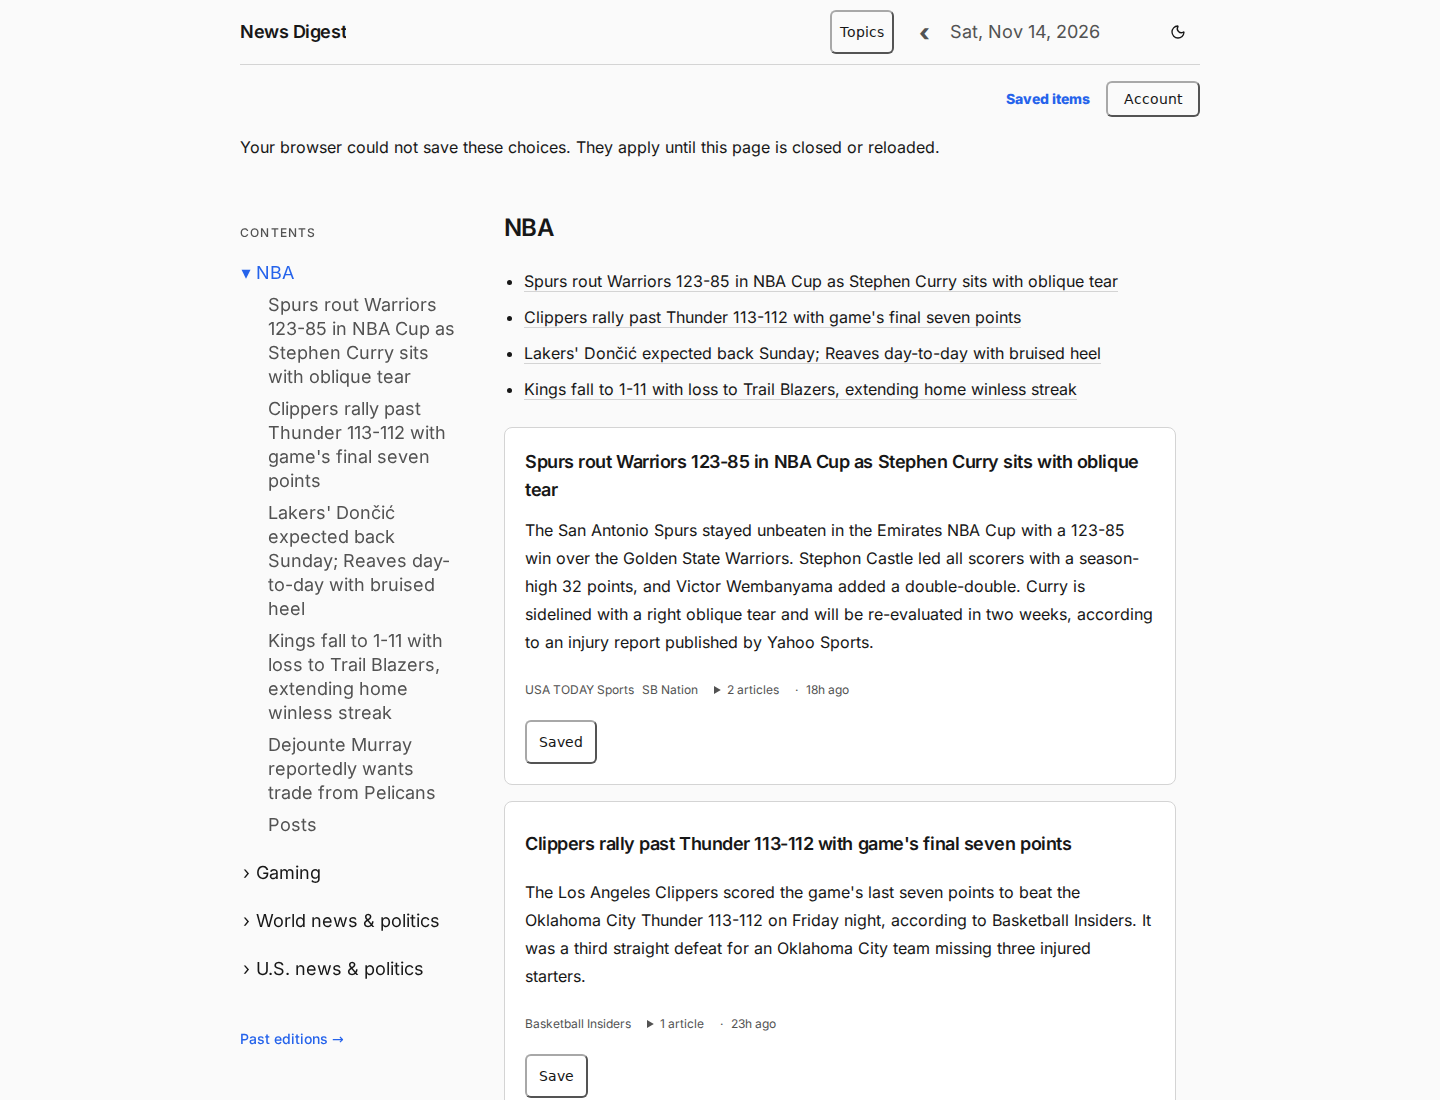 News Digest
Topics
‹
Sat, Nov 14, 2026
Saved items
Account
Your browser could not save these choices. They apply until this page is closed or reloaded.
CONTENTS
▾ NBA
Spurs rout Warriors
123-85 in NBA Cup as
Stephen Curry sits
with oblique tear
Clippers rally past
Thunder 113-112 with
game's final seven
points
Lakers' Dončić
expected back
Sunday; Reaves day-
to-day with bruised
heel
Kings fall to 1-11 with
loss to Trail Blazers,
extending home
winless streak
Dejounte Murray
reportedly wants
trade from Pelicans
Posts
› Gaming
› World news & politics
› U.S. news & politics
Past editions →
NBA
• Spurs rout Warriors 123-85 in NBA Cup as Stephen Curry sits with oblique tear
• Clippers rally past Thunder 113-112 with game's final seven points
• Lakers' Dončić expected back Sunday; Reaves day-to-day with bruised heel
• Kings fall to 1-11 with loss to Trail Blazers, extending home winless streak
Spurs rout Warriors 123-85 in NBA Cup as Stephen Curry sits with oblique
tear
The San Antonio Spurs stayed unbeaten in the Emirates NBA Cup with a 123-85
win over the Golden State Warriors. Stephon Castle led all scorers with a season-
high 32 points, and Victor Wembanyama added a double-double. Curry is
sidelined with a right oblique tear and will be re-evaluated in two weeks, according
to an injury report published by Yahoo Sports.
USA TODAY Sports SB Nation ▶ 2 articles · 18h ago
Saved
Clippers rally past Thunder 113-112 with game's final seven points
The Los Angeles Clippers scored the game's last seven points to beat the
Oklahoma City Thunder 113-112 on Friday night, according to Basketball Insiders. It
was a third straight defeat for an Oklahoma City team missing three injured
starters.
Basketball Insiders ▶ 1 article · 23h ago
Save